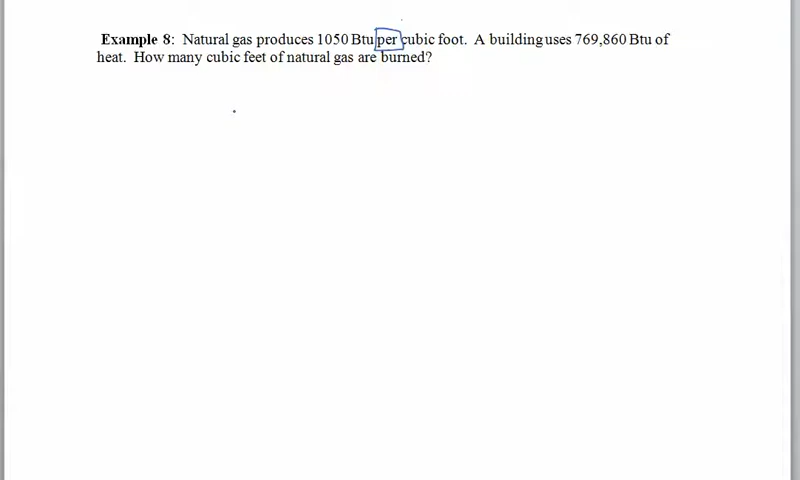 Example 8: Natural gas produces 1050 Btu per cubic foot. A building uses 769,860 Btu of
heat. How many cubic feet of natural gas are burned?